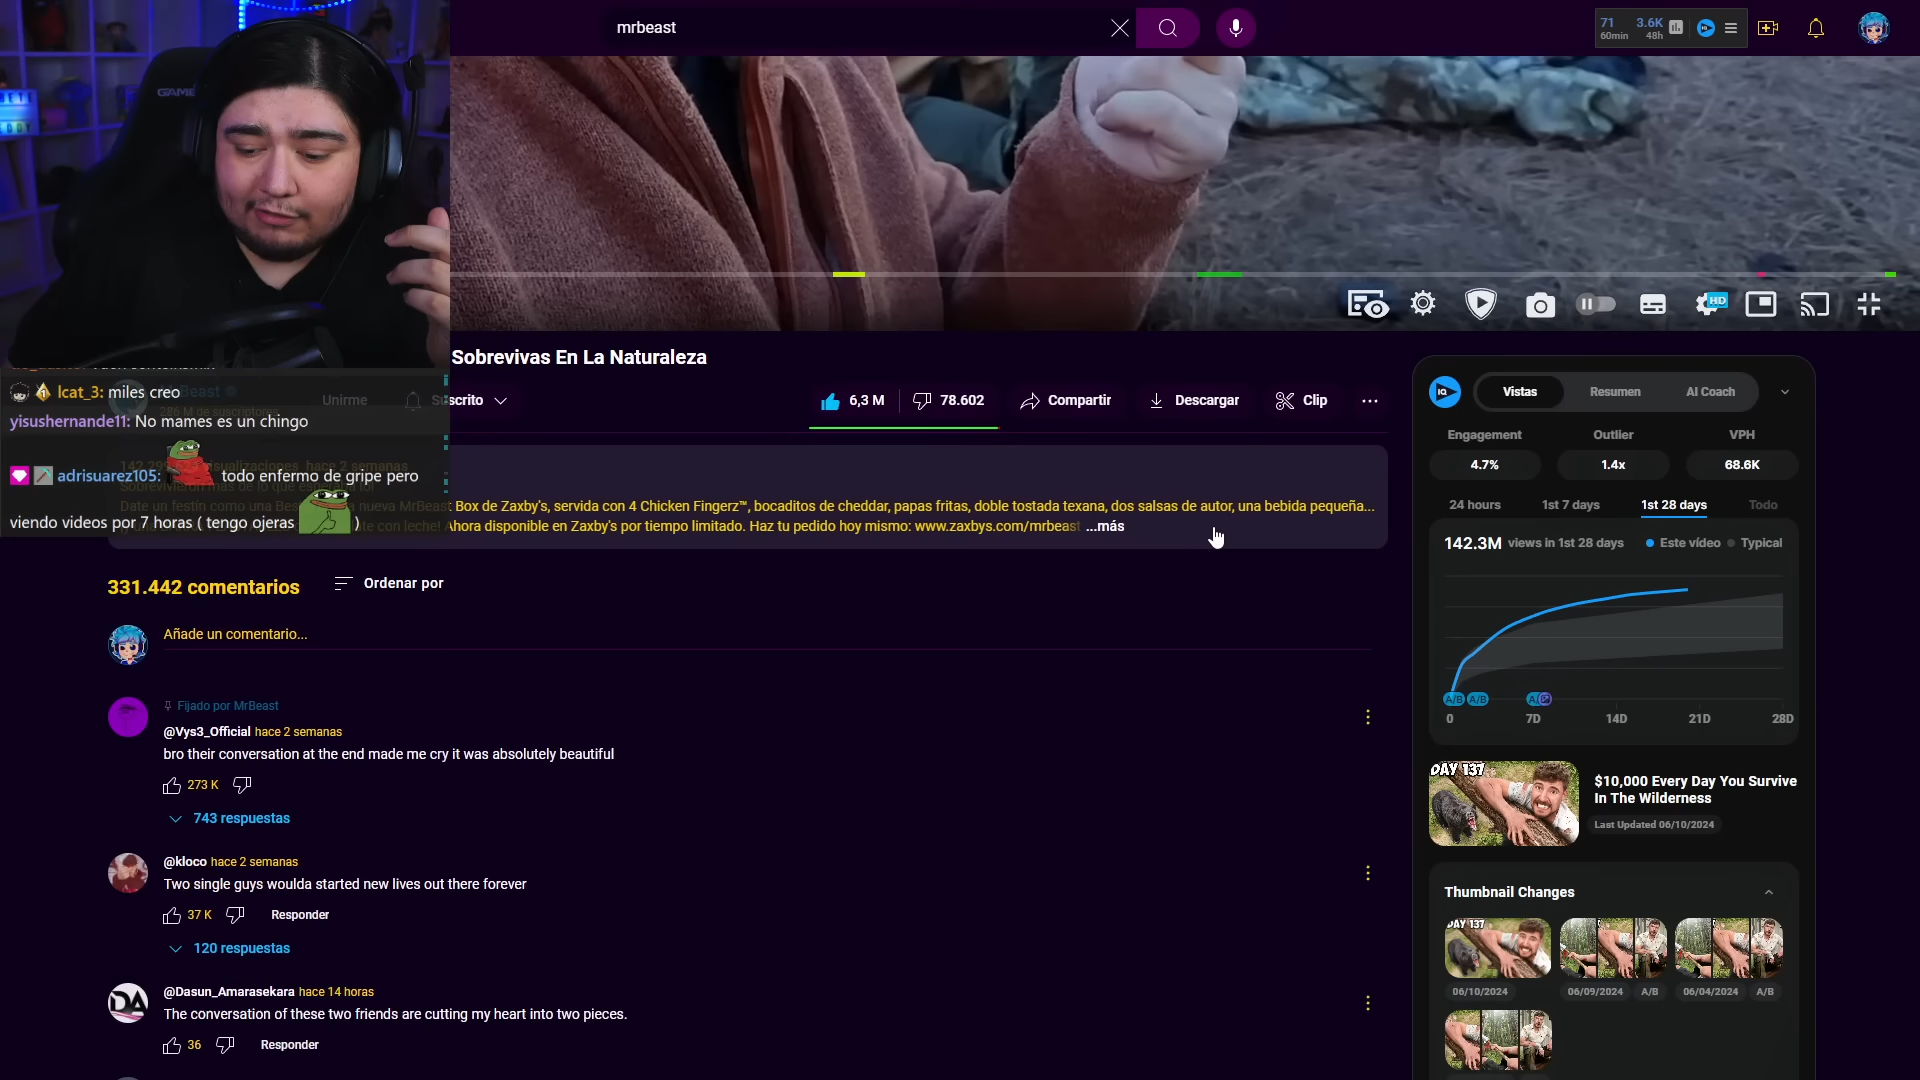 mrbeast
71
60min
3.6K
48h
GAME
HD
Sobrevivas En La Naturaleza
lcat_3: miles creo
Unirme
Suscrito
6,3 M
78.602
Compartir
Descargar
Clip
yisushernande11: No mames es un chingo
adrisuarez105: todo enfermo de gripe pero
viendo videos por 7 horas ( tengo ojeras )
Box de Zaxby's, servida con 4 Chicken Fingerz™, bocaditos de cheddar, papas fritas, doble tostada texana, dos salsas de autor, una bebida pequeña...
¡Ahora disponible en Zaxby's por tiempo limitado. Haz tu pedido hoy mismo: www.zaxbys.com/mrbeast ...más
331.442 comentarios
Ordenar por
Añade un comentario...
Fijado por MrBeast
@Vys3_Official hace 2 semanas
bro their conversation at the end made me cry it was absolutely beautiful
273 K
743 respuestas
@kloco hace 2 semanas
Two single guys woulda started new lives out there forever
37 K
Responder
120 respuestas
@Dasun_Amarasekara hace 14 horas
The conversation of these two friends are cutting my heart into two pieces.
36
Responder
IQ
Vistas
Resumen
AI Coach
Engagement
Outlier
VPH
4.7%
1.4x
68.6K
24 hours
1st 7 days
1st 28 days
Todo
142.3M views in 1st 28 days
Este vídeo
Typical
A/B
A/B
0
7D
14D
21D
28D
DAY 137
$10,000 Every Day You Survive
In The Wilderness
Last Updated 06/10/2024
Thumbnail Changes
DAY 137
06/10/2024
06/09/2024
A/B
06/04/2024
A/B